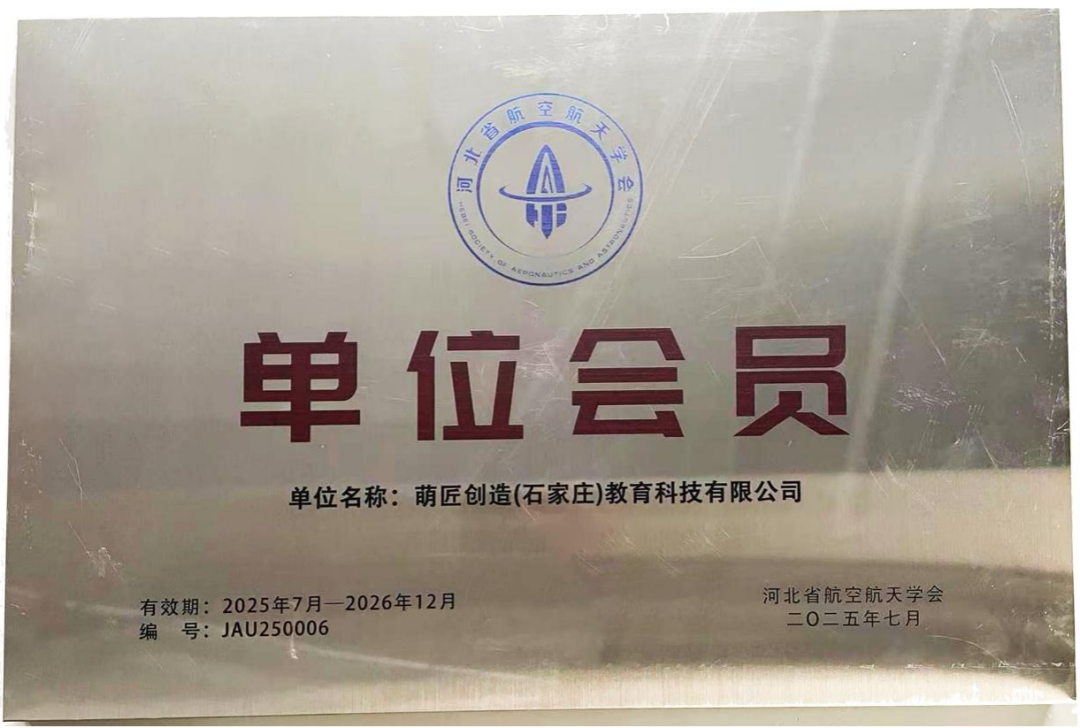 河北省航空航天学会
HEBEI SOCIETY OF AERONAUTICS AND ASTRONAUTICS
单位会员
单位名称：萌匠创造(石家庄)教育科技有限公司
有效期：2025年7月—2026年12月
编 号：JAU250006
河北省航空航天学会
二〇二五年七月